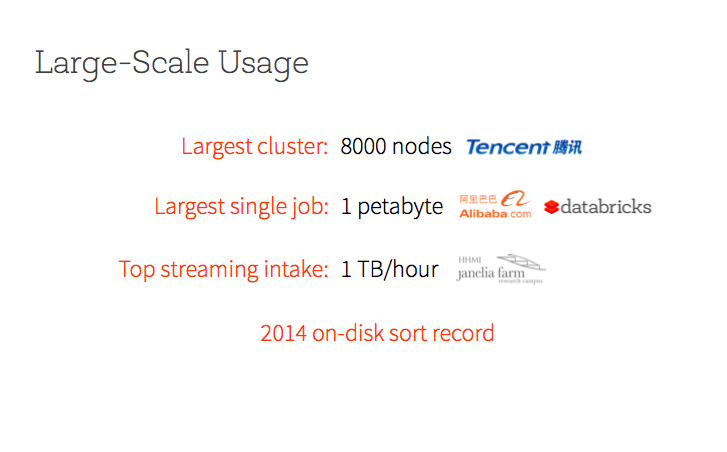 Large-Scale Usage
Largest cluster: 8000 nodes Tencent 腾讯
Largest single job: 1 petabyte 阿里巴巴 Alibaba.com databricks
Top streaming intake: 1 TB/hour HHMI janelia farm research campus
2014 on-disk sort record